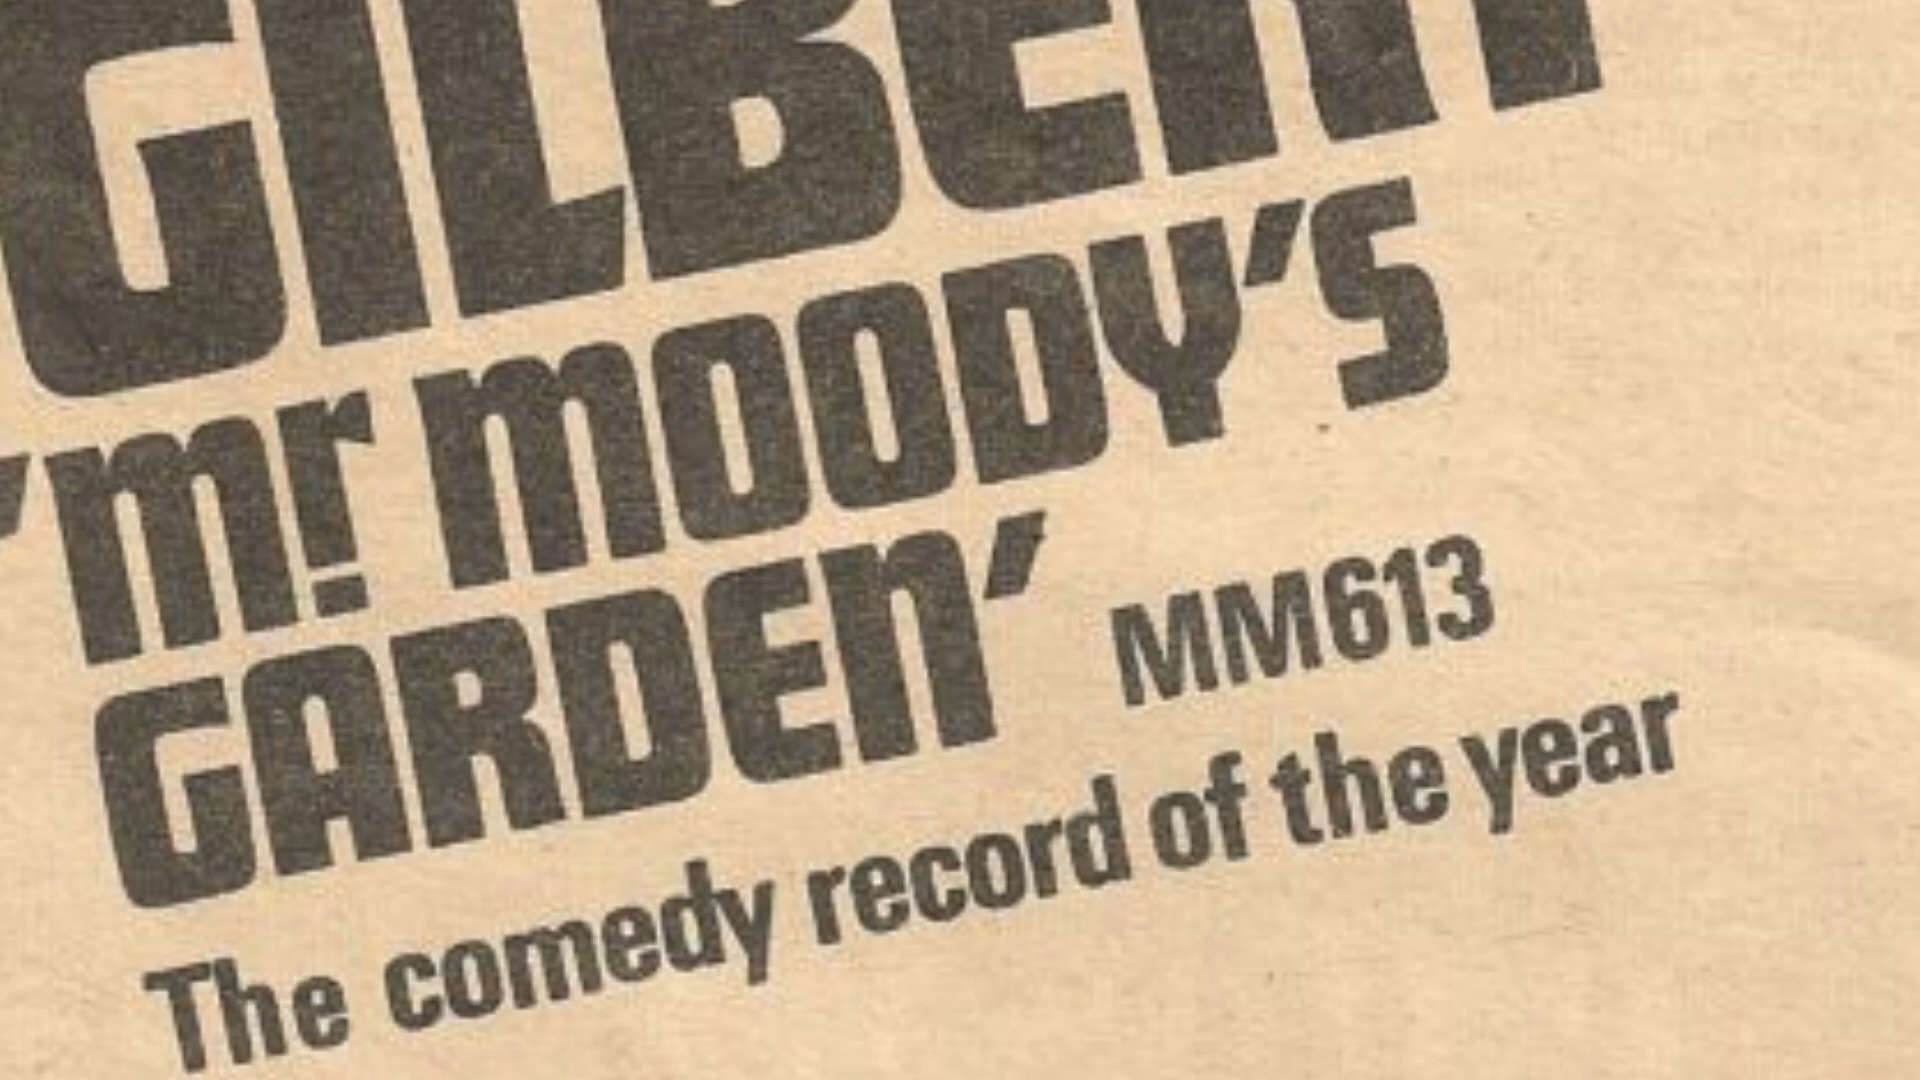 GILBERT
'mr MOODY'S
GARDEN' MM613
The comedy record of the year